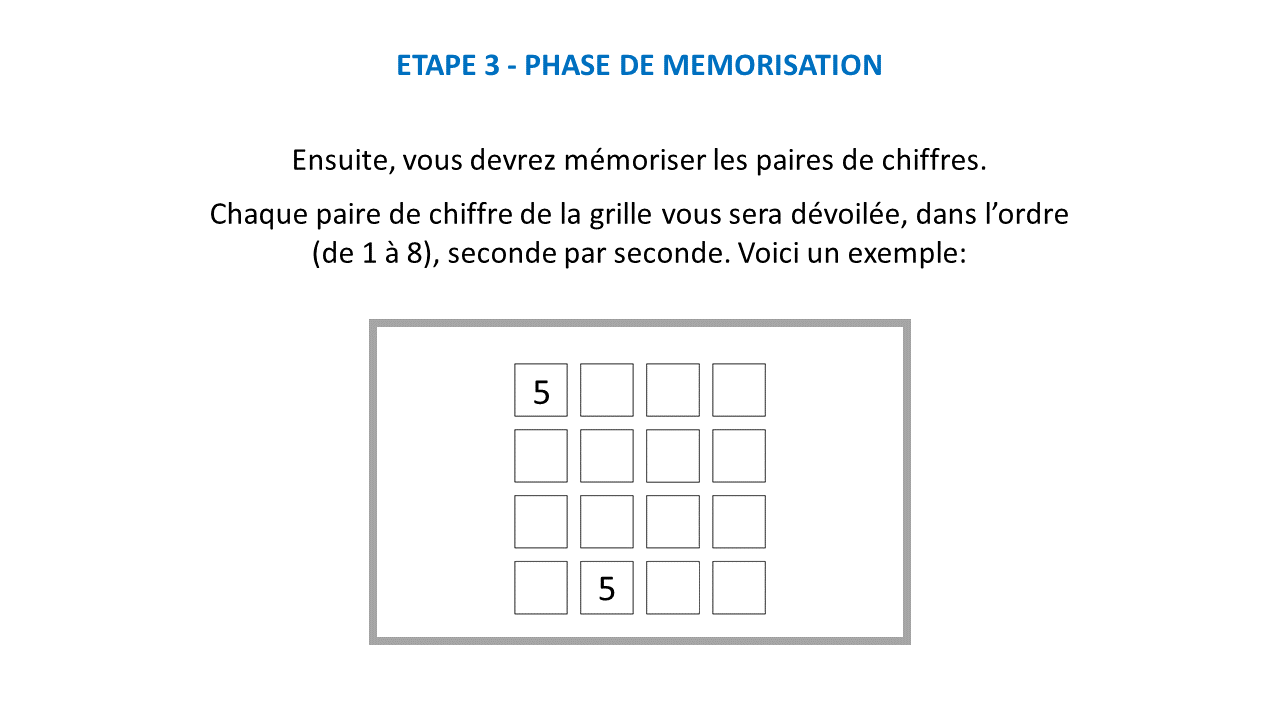 ETAPE 3 - PHASE DE MEMORISATION
Ensuite, vous devrez mémoriser les paires de chiffres.
Chaque paire de chiffre de la grille vous sera dévoilée, dans l’ordre
(de 1 à 8), seconde par seconde. Voici un exemple:
5
5